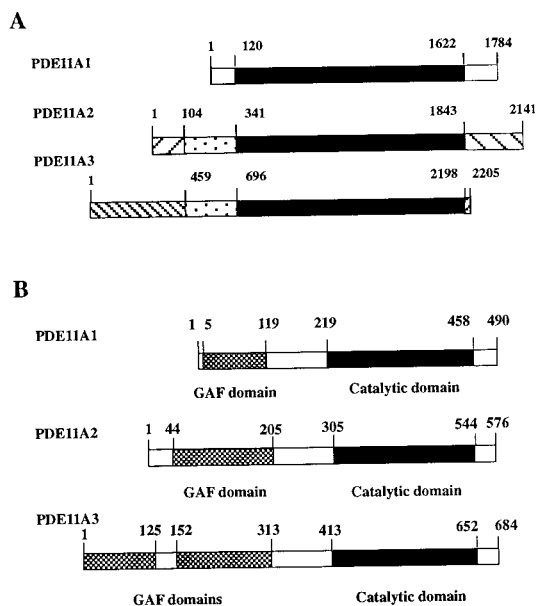 A
1 120 1622 1784
PDE11A1
PDE11A2
1 104 341 1843 2141
PDE11A3
1 459 696 2198 2205
B
1 5 119 219 458 490
PDE11A1
GAF domain Catalytic domain
PDE11A2
1 44 205 305 544 576
GAF domain Catalytic domain
PDE11A3
1 125 152 313 413 652 684
GAF domains Catalytic domain